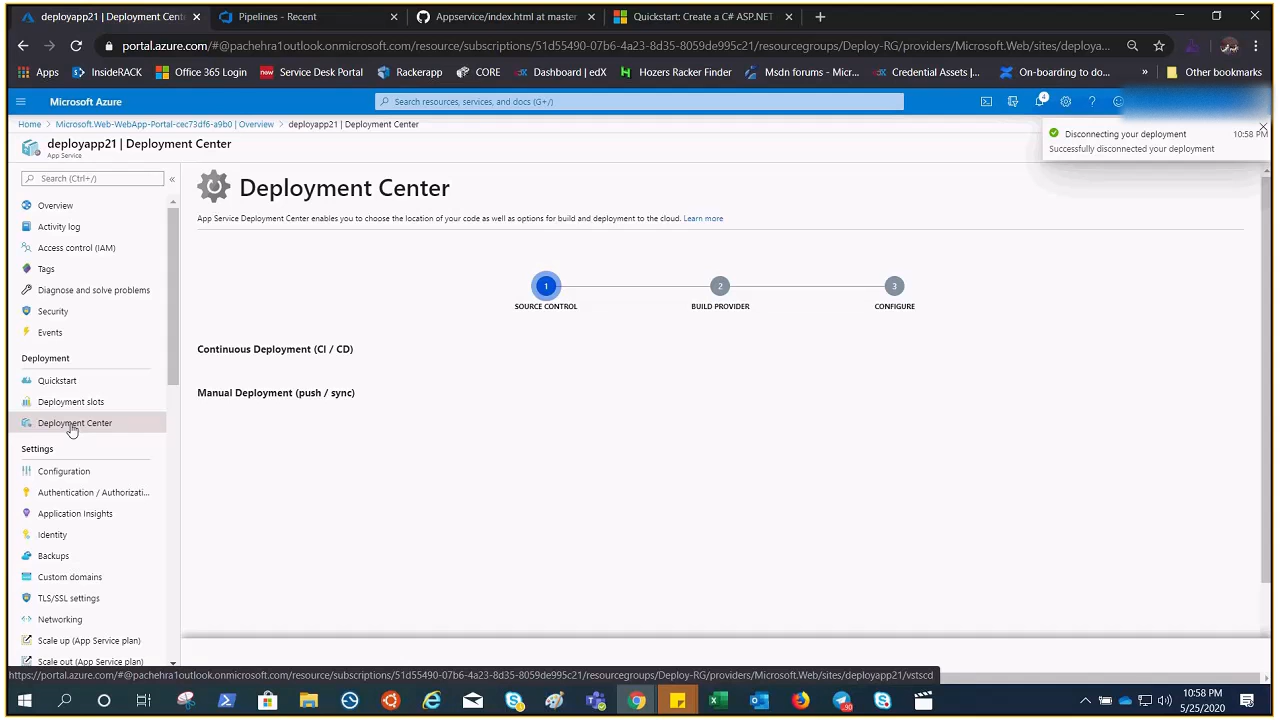 deployapp21 | Deployment Cent
Pipelines - Recent
Appservice/index.html at master
Quickstart: Create a C# ASP.NET
portal.azure.com/#@pachehra1outlook.onmicrosoft.com/resource/subscriptions/51d55490-07b6-4a23-8d35-8059de995c21/resourcegroups/Deploy-RG/providers/Microsoft.Web/sites/deploya...
Apps
InsideRACK
Office 365 Login
new
Service Desk Portal
Rackerapp
CORE
Dashboard | edX
Hozers Racker Finder
Msdn forums - Micr...
Credential Assets |...
On-boarding to do...
»
Other bookmarks
Microsoft Azure
Search resources, services, and docs (G+/)
4
Home > Microsoft.Web-WebApp-Portal-cec73df6-a9b0 | Overview > deployapp21 | Deployment Center
deployapp21 | Deployment Center
App Service
Disconnecting your deployment 10:58 PM
Successfully disconnected your deployment
Search (Ctrl+/)
«
Overview
Activity log
Access control (IAM)
Tags
Diagnose and solve problems
Security
Events
Deployment
Quickstart
Deployment slots
Deployment Center
Settings
Configuration
Authentication / Authorizati...
Application Insights
Identity
Backups
Custom domains
TLS/SSL settings
Networking
Scale up (App Service plan)
Scale out (App Service plan)
Deployment Center
App Service Deployment Center enables you to choose the location of your code as well as options for build and deployment to the cloud. Learn more
1
2
3
SOURCE CONTROL
BUILD PROVIDER
CONFIGURE
Continuous Deployment (CI / CD)
Manual Deployment (push / sync)
https://portal.azure.com/#@pachehra1outlook.onmicrosoft.com/resource/subscriptions/51d55490-07b6-4a23-8d35-8059de995c21/resourcegroups/Deploy-RG/providers/Microsoft.Web/sites/deployapp21/vstscd
90
10:58 PM
5/25/2020